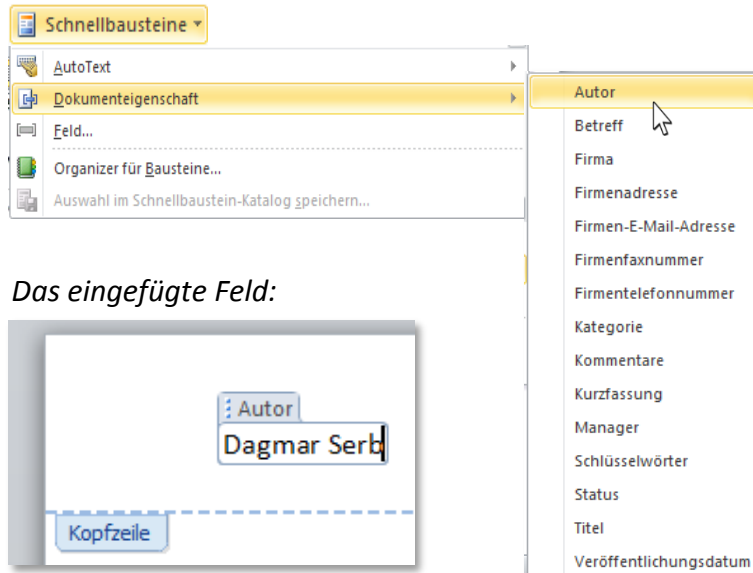 Schnellbausteine
AutoText
Dokumenteigenschaft
Feld...
Organizer für Bausteine...
Auswahl im Schnellbaustein-Katalog speichern...
Autor
Betreff
Firma
Firmenadresse
Firmen-E-Mail-Adresse
Firmenfaxnummer
Firmentelefonnummer
Kategorie
Kommentare
Kurzfassung
Manager
Schlüsselwörter
Status
Titel
Veröffentlichungsdatum
Das eingefügte Feld:
Autor
Dagmar Serb
Kopfzeile